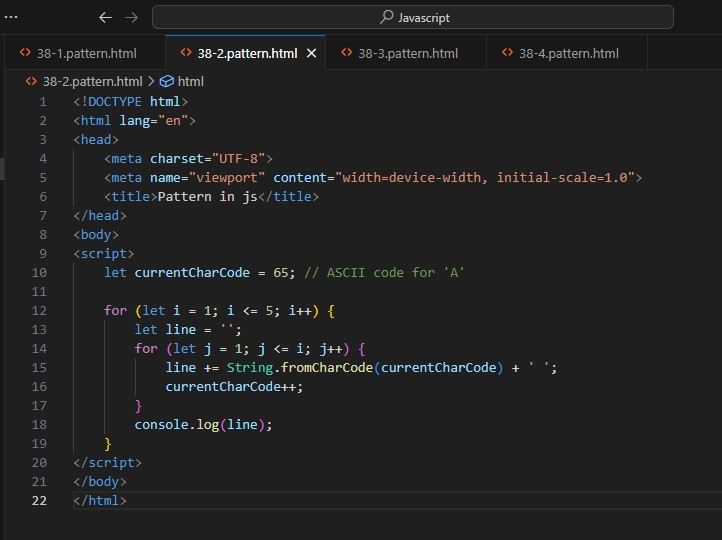 Javascript
38-1.pattern.html 38-2.pattern.html 38-3.pattern.html 38-4.pattern.html
38-2.pattern.html > html
1 <!DOCTYPE html>
2 <html lang="en">
3 <head>
4     <meta charset="UTF-8">
5     <meta name="viewport" content="width=device-width, initial-scale=1.0">
6     <title>Pattern in js</title>
7 </head>
8 <body>
9 <script>
10     let currentCharCode = 65; // ASCII code for 'A'
11
12     for (let i = 1; i <= 5; i++) {
13         let line = '';
14         for (let j = 1; j <= i; j++) {
15             line += String.fromCharCode(currentCharCode) + ' ';
16             currentCharCode++;
17         }
18         console.log(line);
19     }
20 </script>
21 </body>
22 </html>